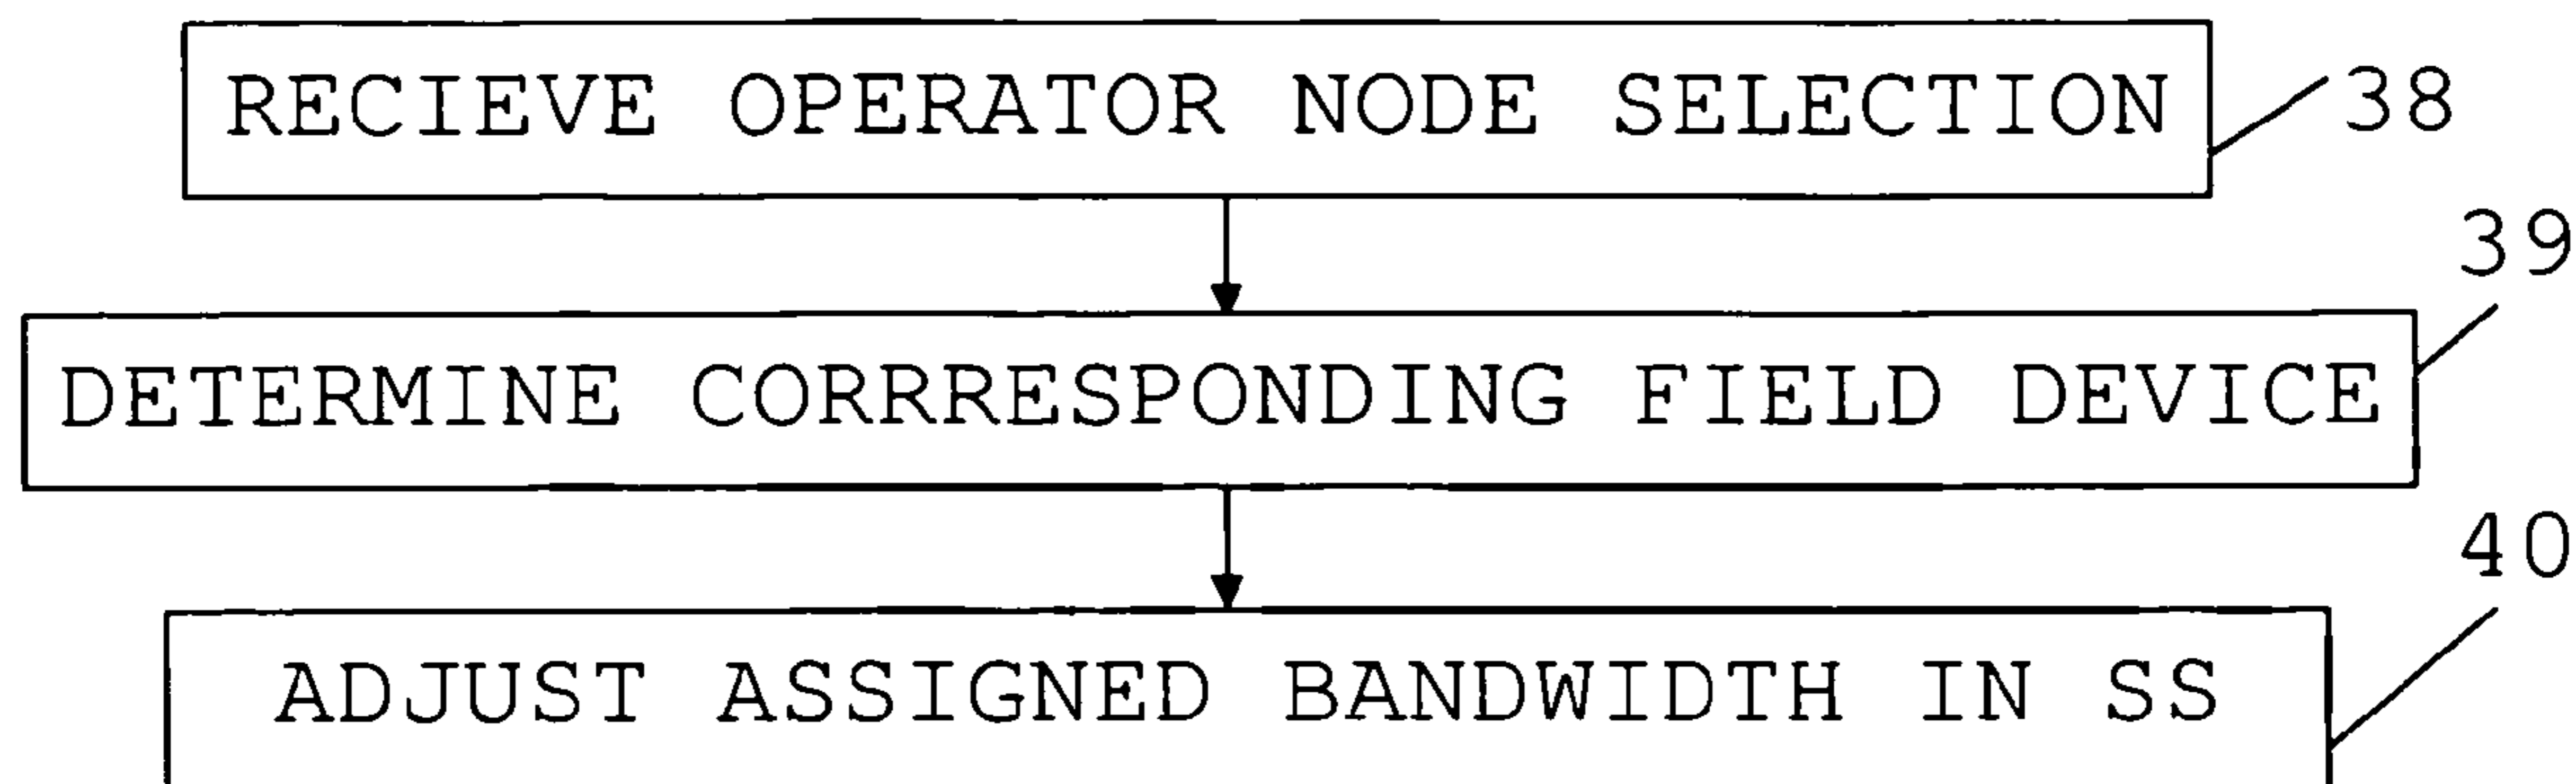 RECIEVE OPERATOR NODE SELECTION
38
39
DETERMINE CORRRESPONDING FIELD DEVICE
40
ADJUST ASSIGNED BANDWIDTH IN SS